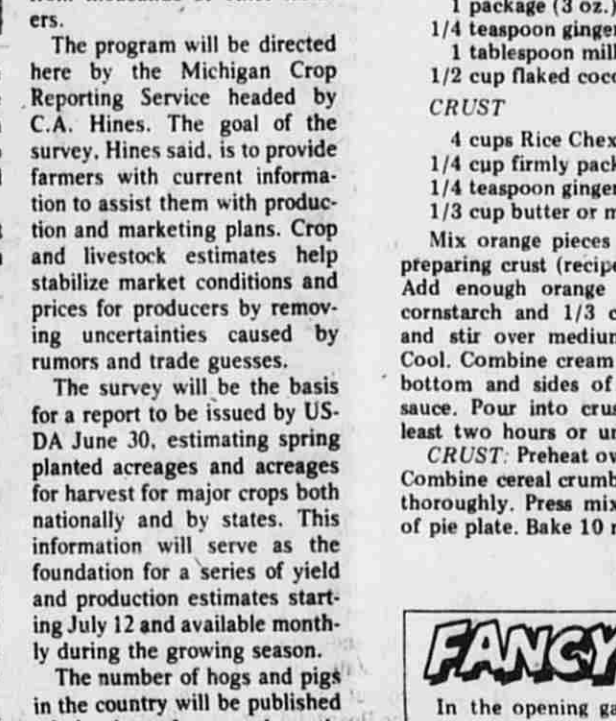 ers.
The program will be directed
here by the Michigan Crop
Reporting Service headed by
C.A. Hines. The goal of the
survey, Hines said, is to provide
farmers with current informa-
tion to assist them with produc-
tion and marketing plans. Crop
and livestock estimates help
stabilize market conditions and
prices for producers by remov-
ing uncertainties caused by
rumors and trade guesses.
The survey will be the basis
for a report to be issued by US-
DA June 30, estimating spring
planted acreages and acreages
for harvest for major crops both
nationally and by states. This
information will serve as the
foundation for a series of yield
and production estimates start-
ing July 12 and available month-
ly during the growing season.
The number of hogs and pigs
in the country will be published
1 package (3 oz.)
1/4 teaspoon ginger
1 tablespoon mil
1/2 cup flaked coco
CRUST
4 cups Rice Chex
1/4 cup firmly pack
1/4 teaspoon ginger
1/3 cup butter or m
Mix orange pieces
preparing crust (recipe
Add enough orange
cornstarch and 1/3 c
and stir over medium
Cool. Combine cream
bottom and sides of
sauce. Pour into crus
least two hours or un
CRUST: Preheat ov
Combine cereal crumb
thoroughly. Press mix
of pie plate. Bake 10 m
FANCY
In the opening ga